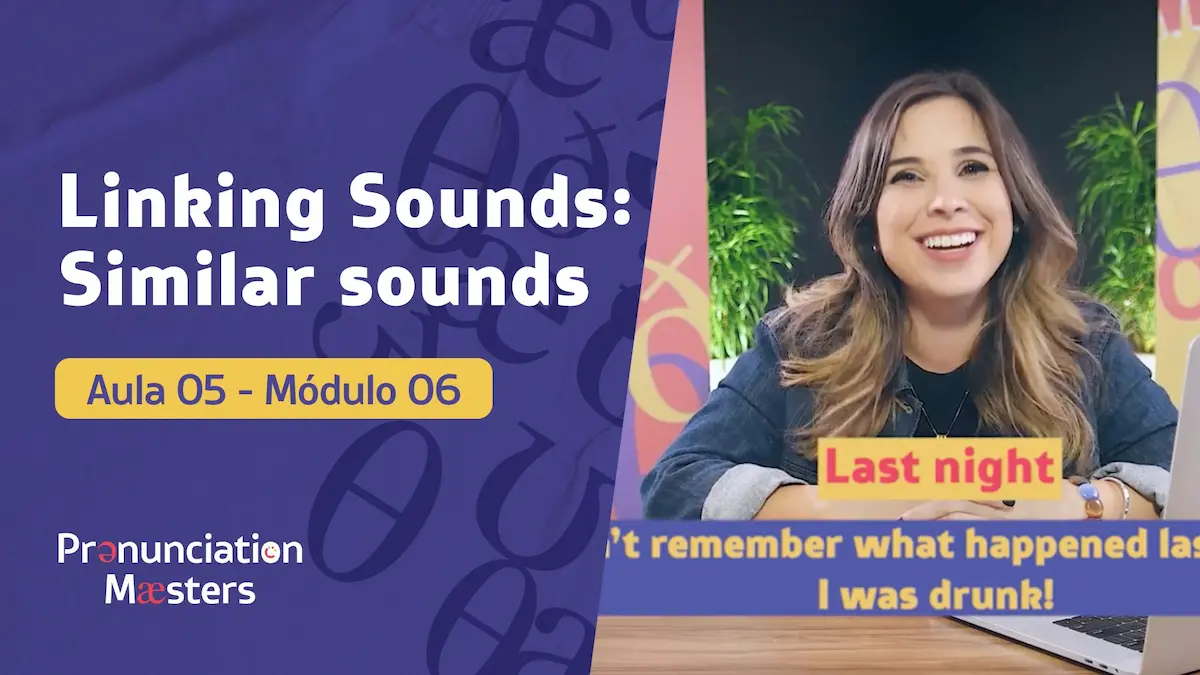 Linking Sounds:
Similar sounds
Aula 05 - Módulo 06
Prənunciation
Mæsters
Last night
't remember what happened las
I was drunk!